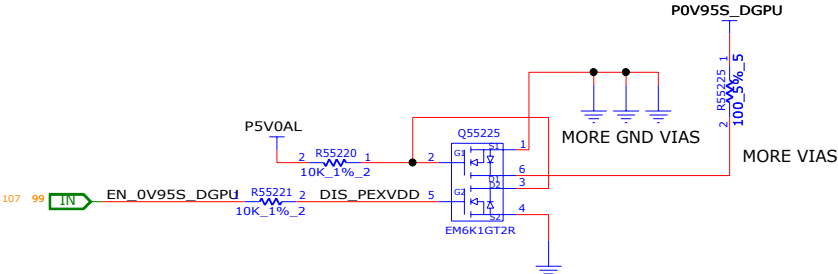 P0V95S_DGPU
1
R55225
100_5%_5
2
MORE GND VIAS
MORE VIAS
P5V0AL
2
R55220
1
10K_1%_2
Q55225
2
G1
S1
1
D1
6
D2
3
107
99
IN
EN_0V95S_DGPU
1
R55221
2
10K_1%_2
DIS_PEXVDD
5
G2
S2
4
EM6K1GT2R